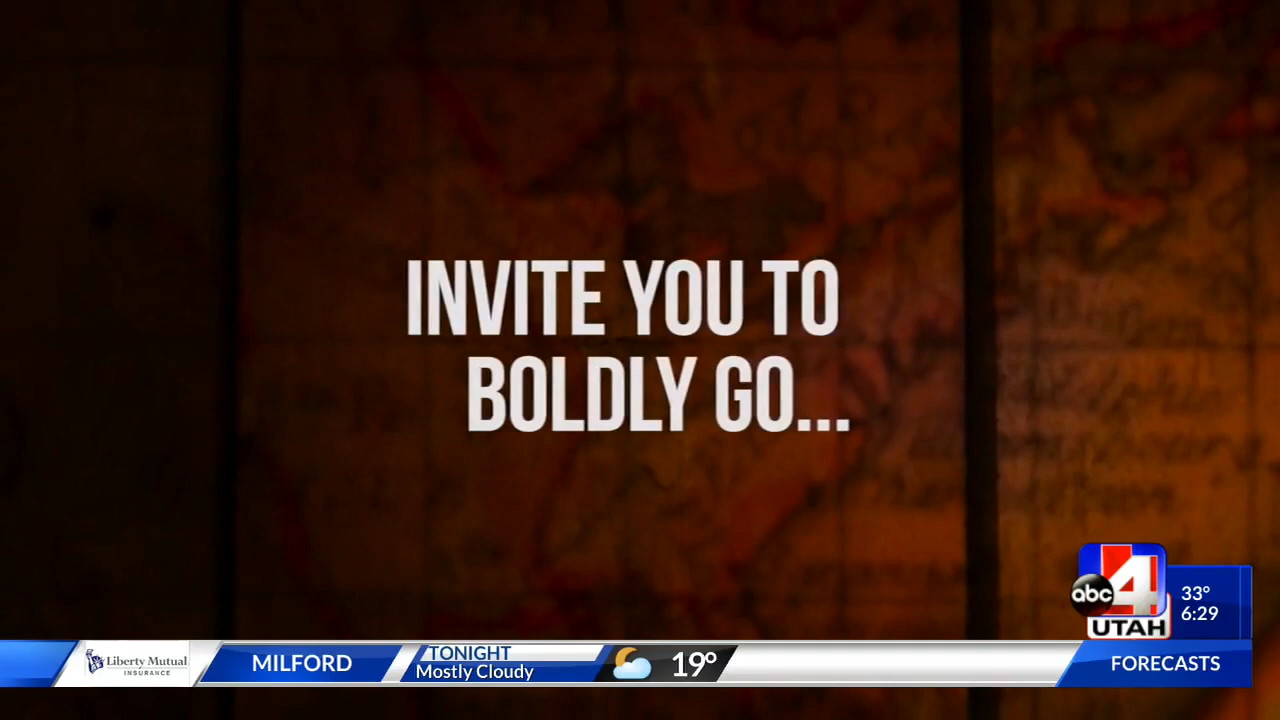 INVITE YOU TO
BOLDLY GO...
abc
4
UTAH
33°
6:29
Liberty Mutual
INSURANCE
MILFORD
TONIGHT
Mostly Cloudy
19°
FORECASTS